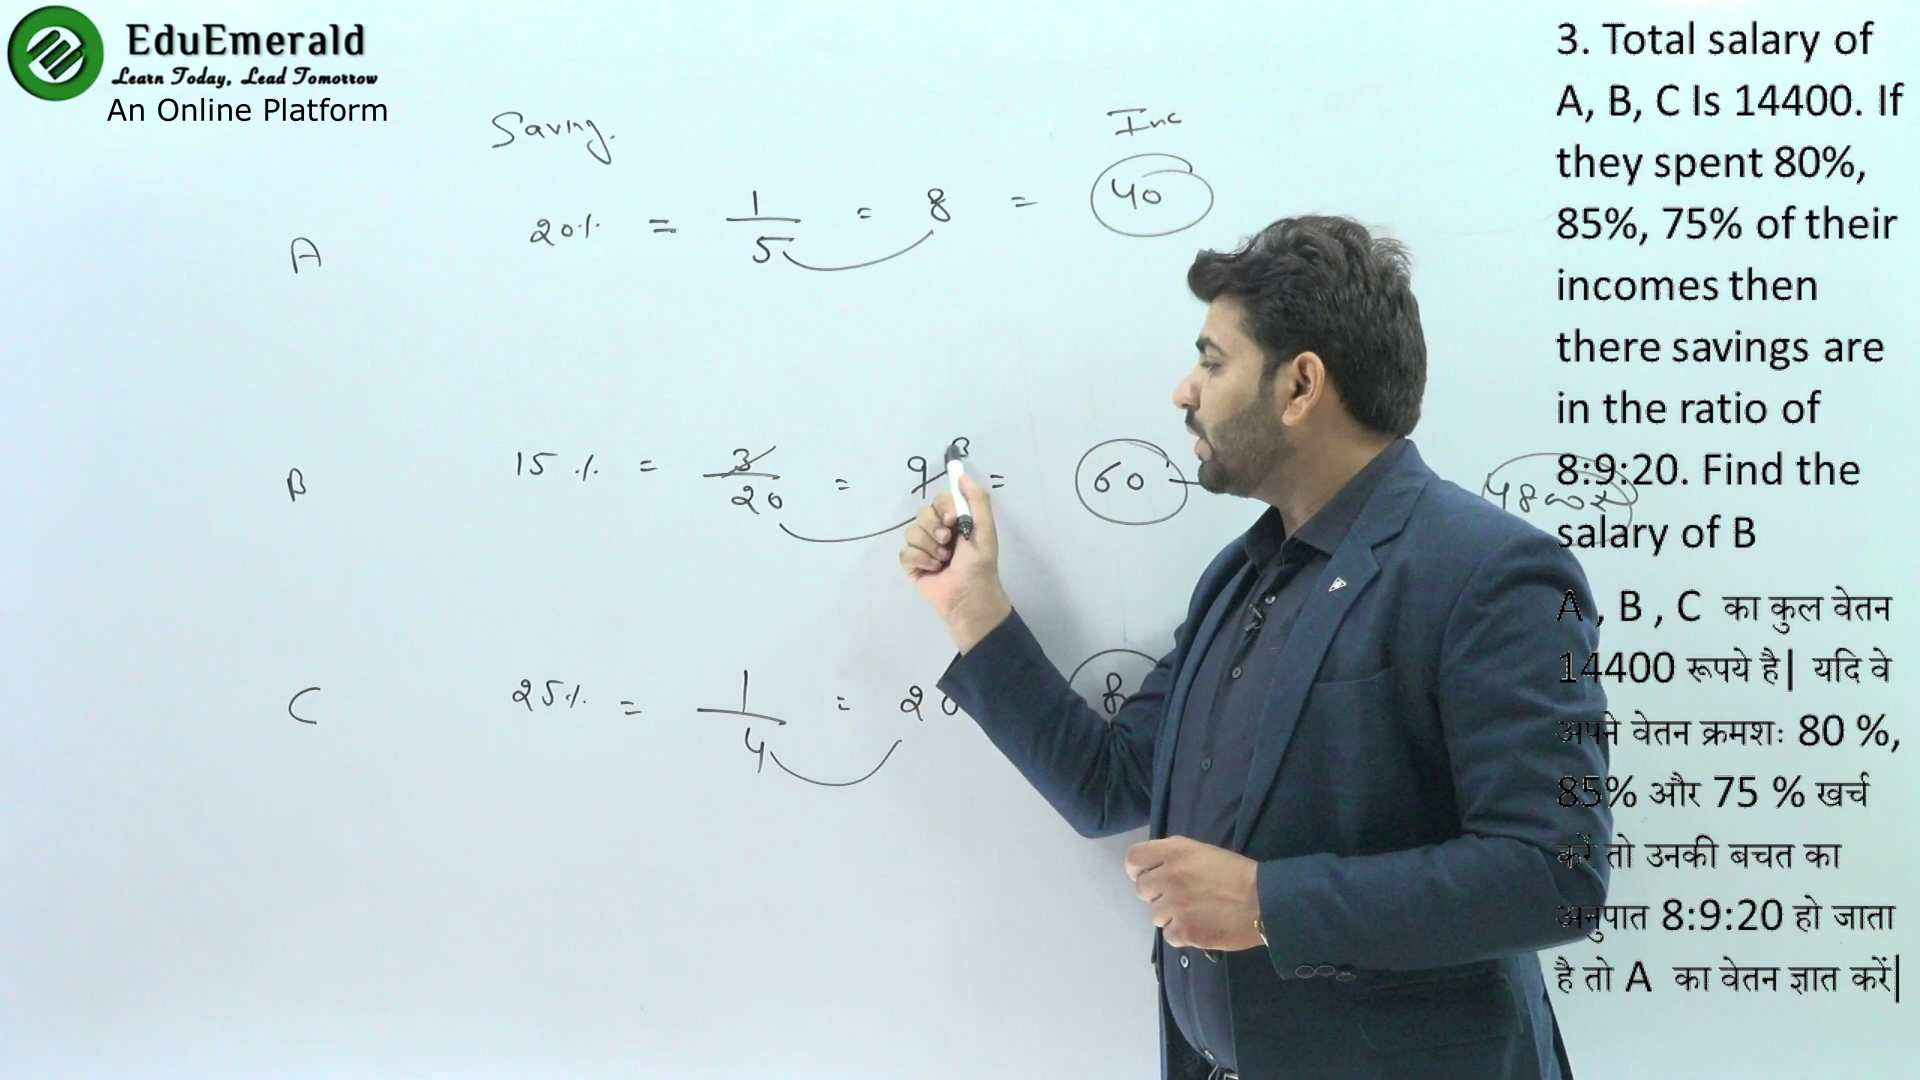 EduEmerald
Learn Today, Lead Tomorrow
An Online Platform
Saving.
Inc
A 20% = 1/5 = 8 = 40
B 15% = 3/20 = 9 3 = 60
C 25% = 1/4 = 20 8
3. Total salary of
A, B, C Is 14400. If
they spent 80%,
85%, 75% of their
incomes then
there savings are
in the ratio of
8:9:20. Find the
salary of B
A , B , C का कुल वेतन
14400 रूपये है| यदि वे
अपने वेतन क्रमशः 80 %,
85% और 75 % खर्च
करें तो उनकी बचत का
अनुपात 8:9:20 हो जाता
है तो A का वेतन ज्ञात करें|